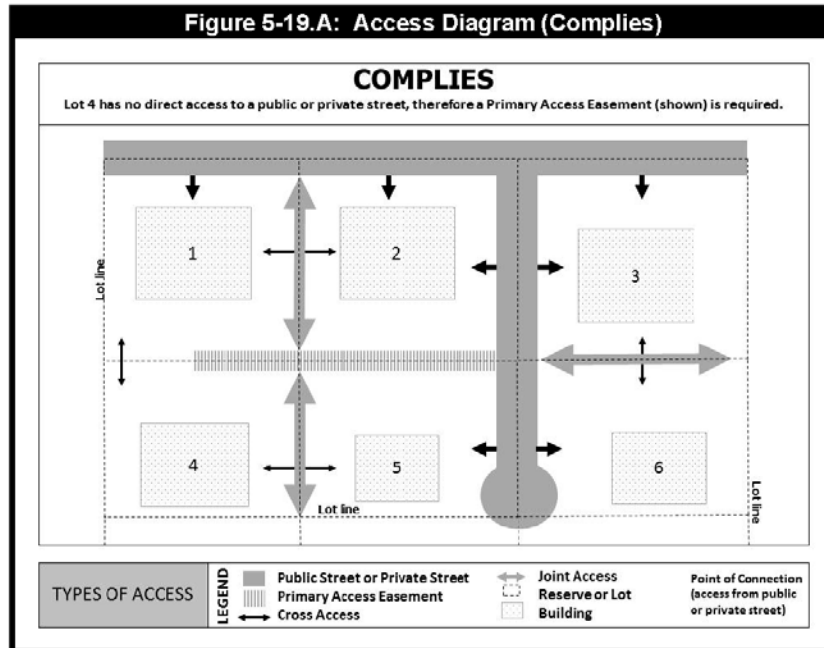 Figure 5-19.A: Access Diagram (Complies)
COMPLIES
Lot 4 has no direct access to a public or private street, therefore a Primary Access Easement (shown) is required.
1
2
3
Lot line
4
5
6
Lot line
Lot line
TYPES OF ACCESS
LEGEND
Public Street or Private Street
Primary Access Easement
Cross Access
Joint Access
Reserve or Lot
Building
Point of Connection
(access from public
or private street)